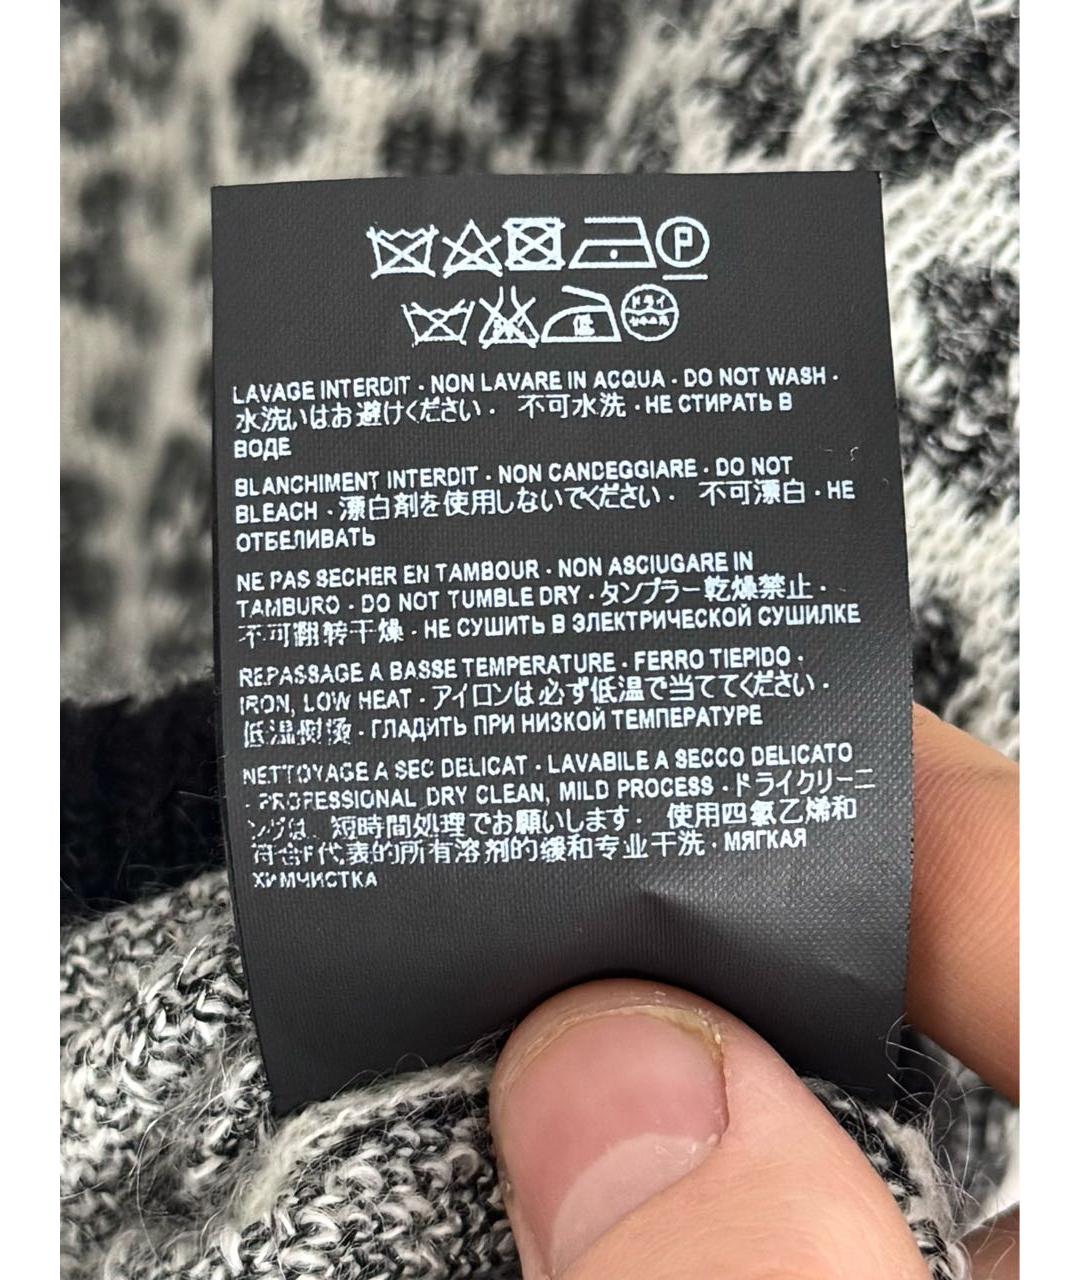 P
ドライ
低
LAVAGE INTERDIT · NON LAVARE IN ACQUA · DO NOT WASH ·
水洗いはお避けください · 不可水洗 · НЕ СТИРАТЬ В
ВОДЕ
BLANCHIMENT INTERDIT · NON CANDEGGIARE · DO NOT
BLEACH · 漂白剤を使用しないでください · 不可漂白 · НЕ
ОТБЕЛИВАТЬ
NE PAS SECHER EN TAMBOUR · NON ASCIUGARE IN
TAMBURO · DO NOT TUMBLE DRY · タンブラー乾燥禁止 ·
不可翻转干燥 · НЕ СУШИТЬ В ЭЛЕКТРИЧЕСКОЙ СУШИЛКЕ
REPASSAGE A BASSE TEMPERATURE · FERRO TIEPIDO ·
IRON, LOW HEAT · アイロンは必ず低温で当ててください ·
低温熨烫 · ГЛАДИТЬ ПРИ НИЗКОЙ ТЕМПЕРАТУРЕ
NETTOYAGE A SEC DELICAT · LAVABILE A SECCO DELICATO
· PROFESSIONAL DRY CLEAN, MILD PROCESS · ドライクリーニ
ングは、短時間処理でお願いします · 使用四氯乙烯和
符合F代表的所有溶剂的缓和专业干洗 · МЯГКАЯ
ХИМЧИСТКА